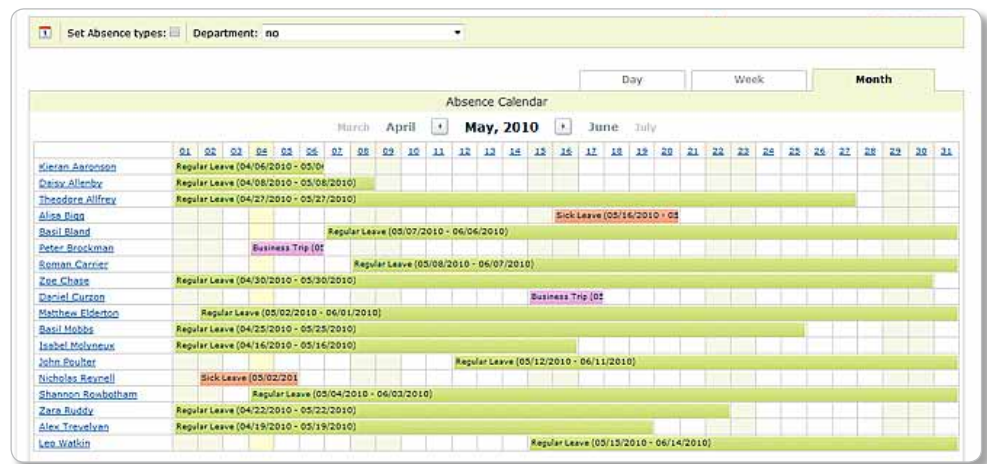 1 Set Absence types: Department: no
Day Week Month
Absence Calendar
March April May, 2010 June July
01 02 03 04 05 06 07 08 09 10 11 12 13 14 15 16 17 18 19 20 21 22 23 24 25 26 27 28 29 30 31
Kieran Aaronson Regular Leave (04/06/2010 - 05/06
Daisy Allenby Regular Leave (04/08/2010 - 05/08/2010)
Theodore Allfrey Regular Leave (04/27/2010 - 05/27/2010)
Alisa Bigg Sick Leave (05/16/2010 - 05
Basil Bland Regular Leave (05/07/2010 - 06/06/2010)
Peter Brockman Business Trip (05
Roman Carrier Regular Leave (05/08/2010 - 06/07/2010)
Zoe Chase Regular Leave (04/30/2010 - 05/30/2010)
Daniel Curzon Business Trip (05
Matthew Elderton Regular Leave (05/02/2010 - 06/01/2010)
Basil Mobbs Regular Leave (04/25/2010 - 05/25/2010)
Isabel Molyneux Regular Leave (04/16/2010 - 05/16/2010)
John Poulter Regular Leave (05/12/2010 - 06/11/2010)
Nicholas Reynell Sick Leave (05/02/201
Shannon Rowbotham Regular Leave (05/04/2010 - 06/03/2010)
Zara Ruddy Regular Leave (04/22/2010 - 05/22/2010)
Alex Trevelyan Regular Leave (04/19/2010 - 05/19/2010)
Leo Watkin Regular Leave (05/15/2010 - 06/14/2010)